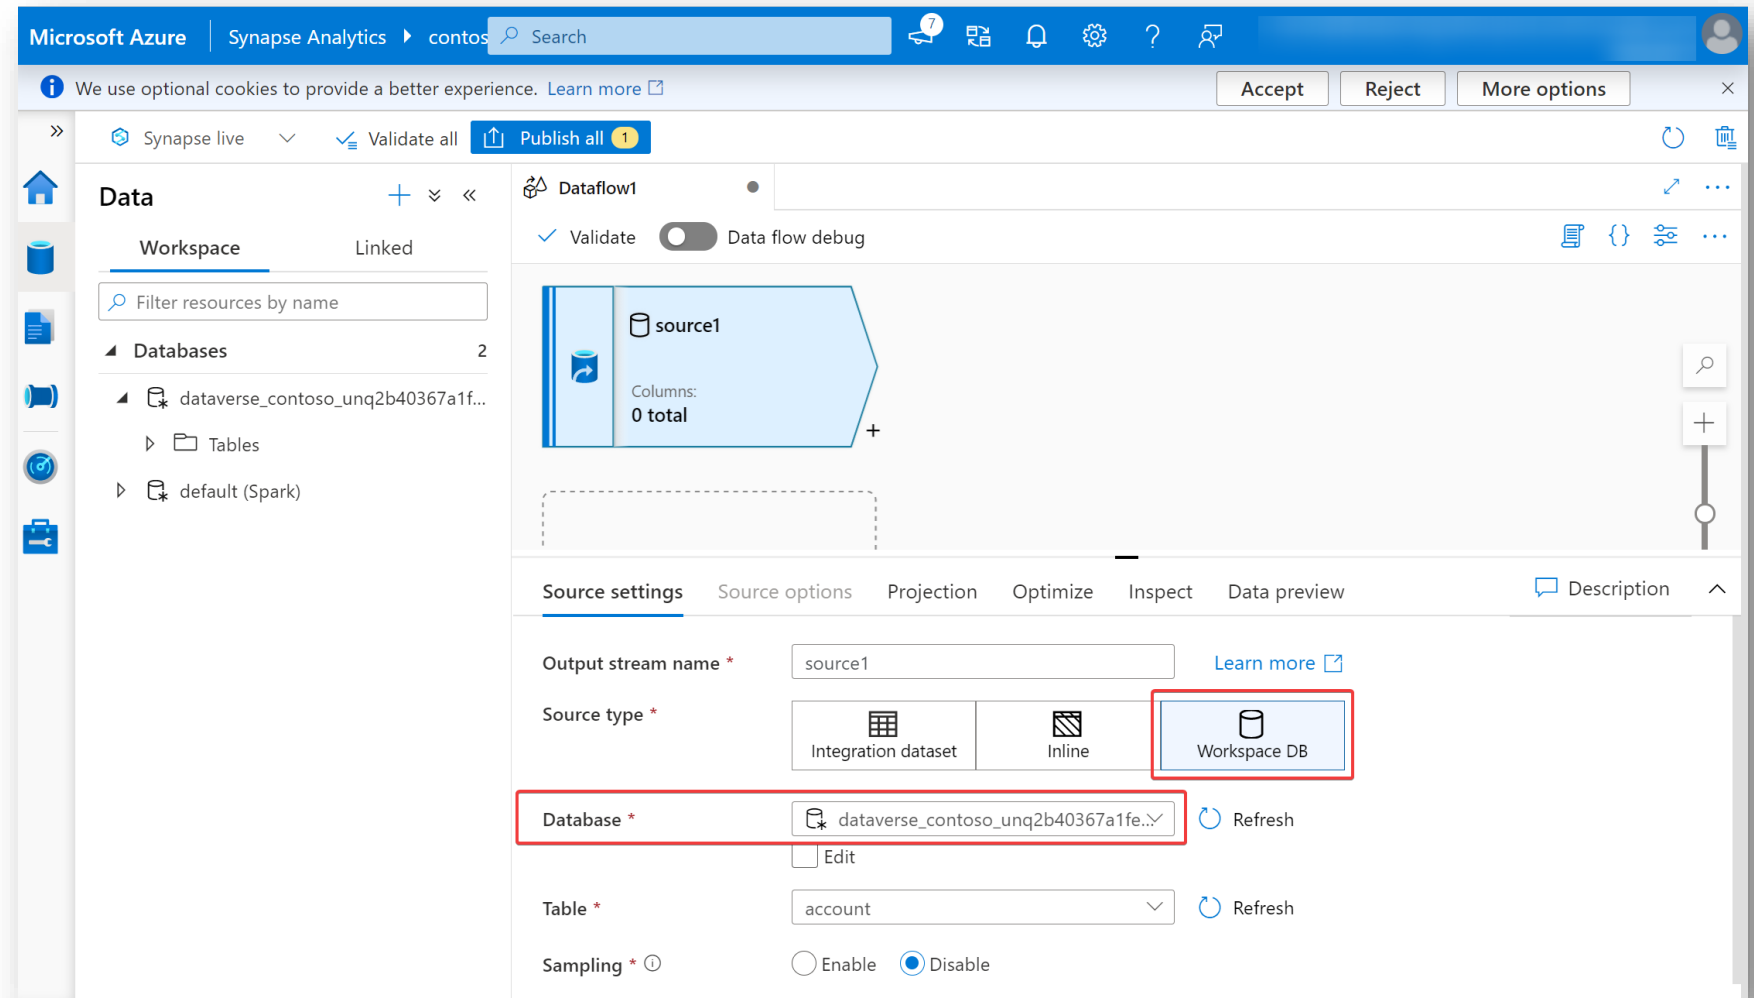 Microsoft Azure
Synapse Analytics
contos
Search
7
We use optional cookies to provide a better experience. Learn more
Accept
Reject
More options
Synapse live
Validate all
Publish all 1
Data
Workspace
Linked
Filter resources by name
Databases
2
dataverse_contoso_unq2b40367a1f...
Tables
default (Spark)
Dataflow1
Validate
Data flow debug
source1
Columns:
0 total
Source settings
Source options
Projection
Optimize
Inspect
Data preview
Description
Output stream name *
source1
Learn more
Source type *
Integration dataset
Inline
Workspace DB
Database *
dataverse_contoso_unq2b40367a1fe...
Refresh
Edit
Table *
account
Refresh
Sampling *
Enable
Disable